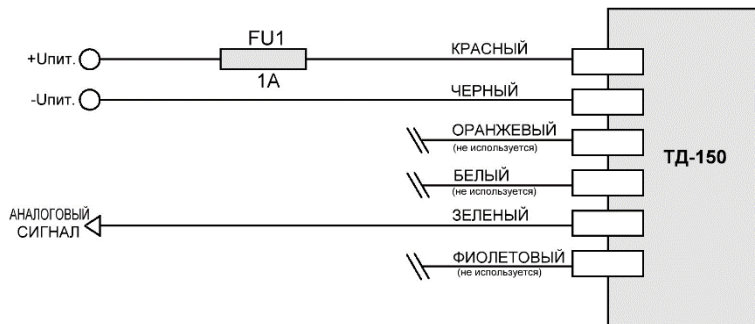 FU1
КРАСНЫЙ
+Uпит.
1А
ЧЕРНЫЙ
-Uпит.
ОРАНЖЕВЫЙ
(не используется)
ТД-150
БЕЛЫЙ
(не используется)
АНАЛОГОВЫЙ
СИГНАЛ
ЗЕЛЕНЫЙ
ФИОЛЕТОВЫЙ
(не используется)